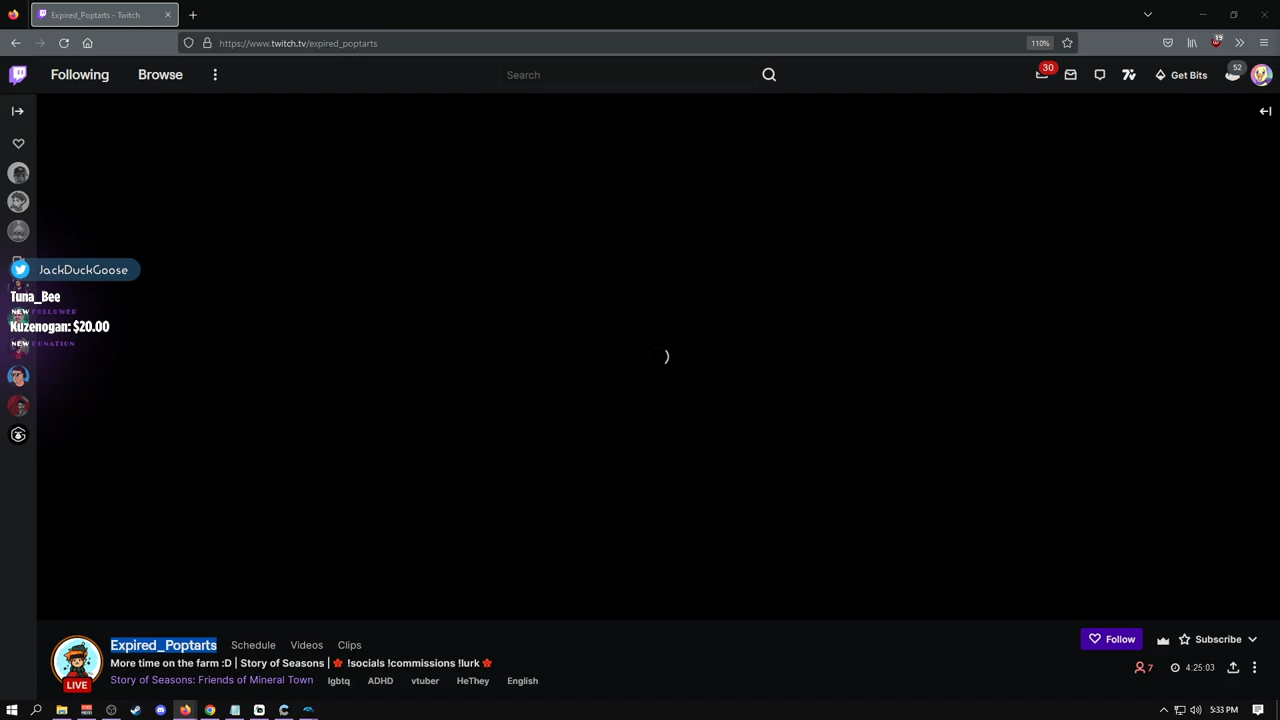 Expired_Poptarts - Twitch
https://www.twitch.tv/expired_poptarts
110%
19
Following
Browse
Search
30
Get Bits
52
JackDuckGoose
Tuna_Bee
NEW FOLLOWER
Kuzenogan: $20.00
NEW DONATION
Expired_Poptarts
Schedule
Videos
Clips
Follow
Subscribe
LIVE
More time on the farm :D | Story of Seasons | 🌺 !socials !commissions !lurk 🌺
7
4:25:03
Story of Seasons: Friends of Mineral Town
lgbtq
ADHD
vtuber
HeThey
English
5:33 PM